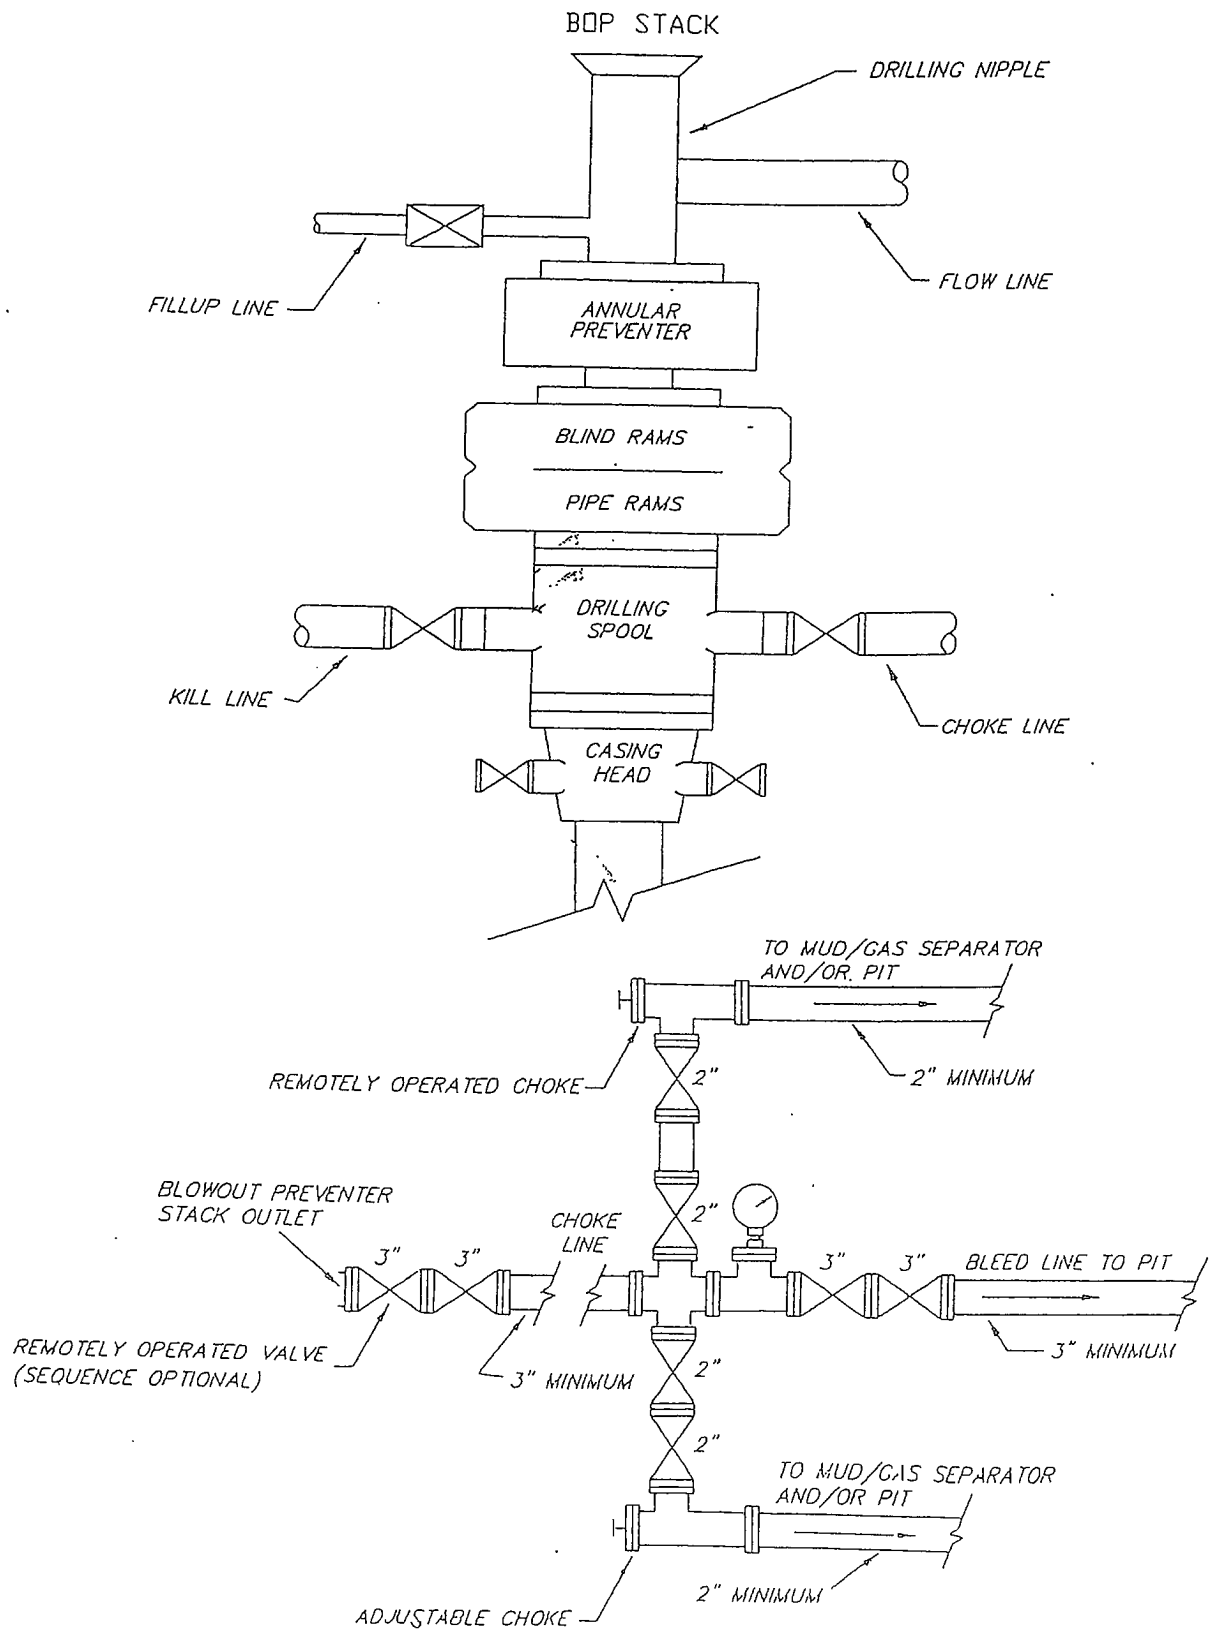 BOP STACK
DRILLING NIPPLE
FLOW LINE
FILLUP LINE
ANNULAR
PREVENTER
BLIND RAMS
PIPE RAMS
DRILLING
SPOOL
KILL LINE
CHOKE LINE
CASING
HEAD
TO MUD/GAS SEPARATOR
AND/OR PIT
REMOTELY OPERATED CHOKE
2"
2" MINIMUM
BLOWOUT PREVENTER
STACK OUTLET
2"
CHOKE
LINE
3"
3"
3"
3"
BLEED LINE TO PIT
REMOTELY OPERATED VALVE
(SEQUENCE OPTIONAL)
3" MINIMUM
2"
3" MINIMUM
2"
TO MUD/GAS SEPARATOR
AND/OR PIT
2" MINIMUM
ADJUSTABLE CHOKE